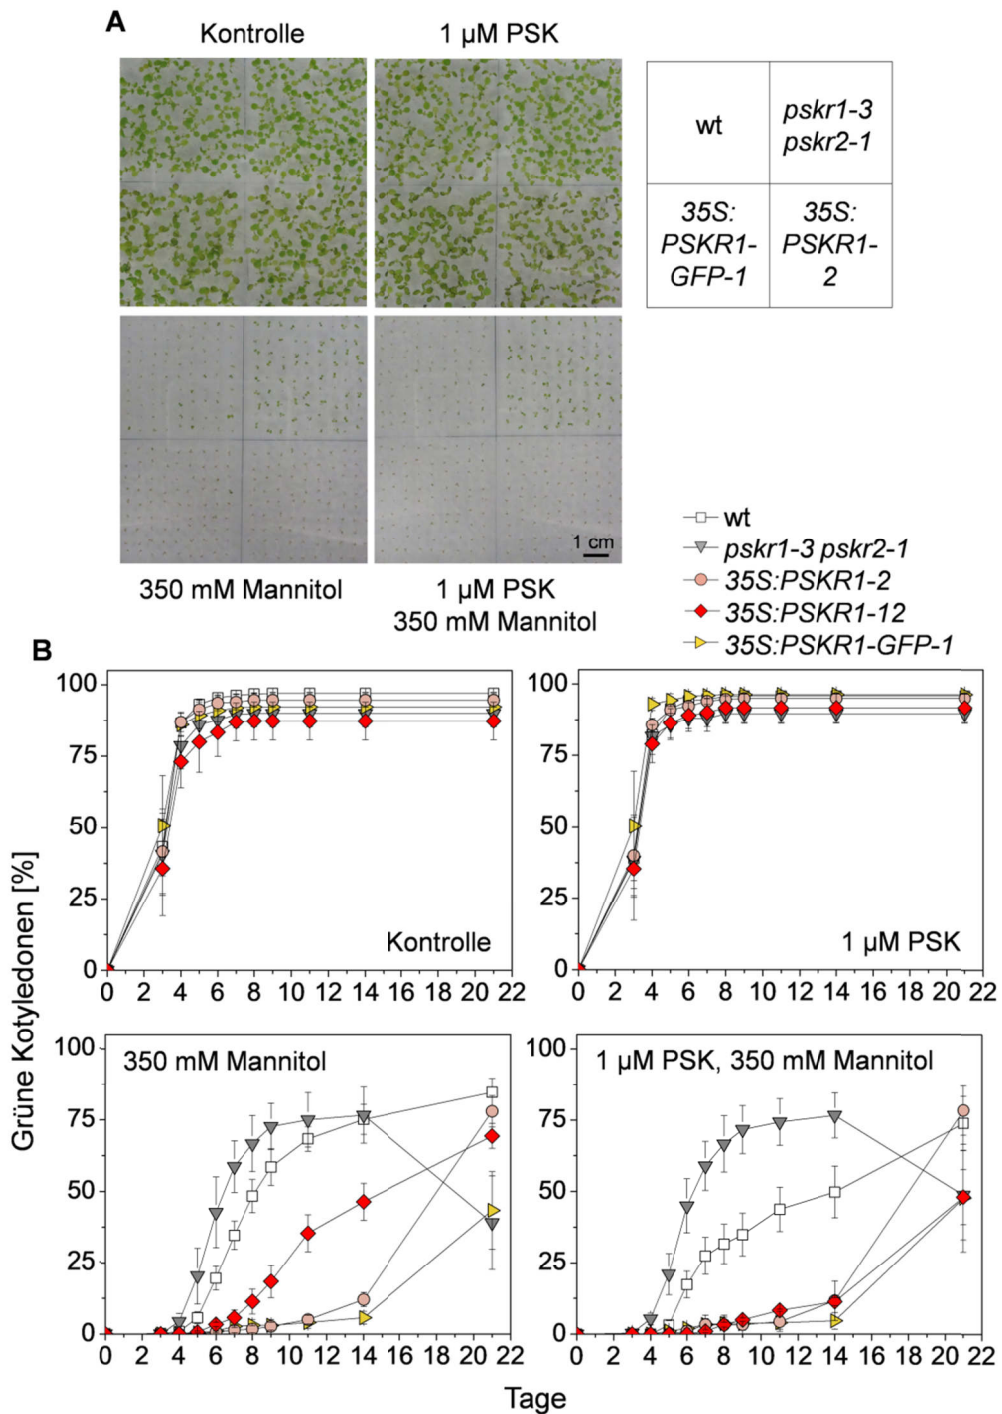 A
Kontrolle
1 µM PSK
wt
pskr1-3
pskr2-1
35S:
PSKR1-
GFP-1
35S:
PSKR1-
2
1 cm
350 mM Mannitol
1 µM PSK
350 mM Mannitol
wt
pskr1-3 pskr2-1
35S:PSKR1-2
35S:PSKR1-12
35S:PSKR1-GFP-1
B
Grüne Kotyledonen [%]
100
75
50
25
0
Kontrolle
0 2 4 6 8 10 12 14 16 18 20 22
100
75
50
25
0
1 µM PSK
0 2 4 6 8 10 12 14 16 18 20 22
100
75
50
25
0
350 mM Mannitol
0 2 4 6 8 10 12 14 16 18 20 22
100
75
50
25
0
1 µM PSK, 350 mM Mannitol
0 2 4 6 8 10 12 14 16 18 20 22
Tage